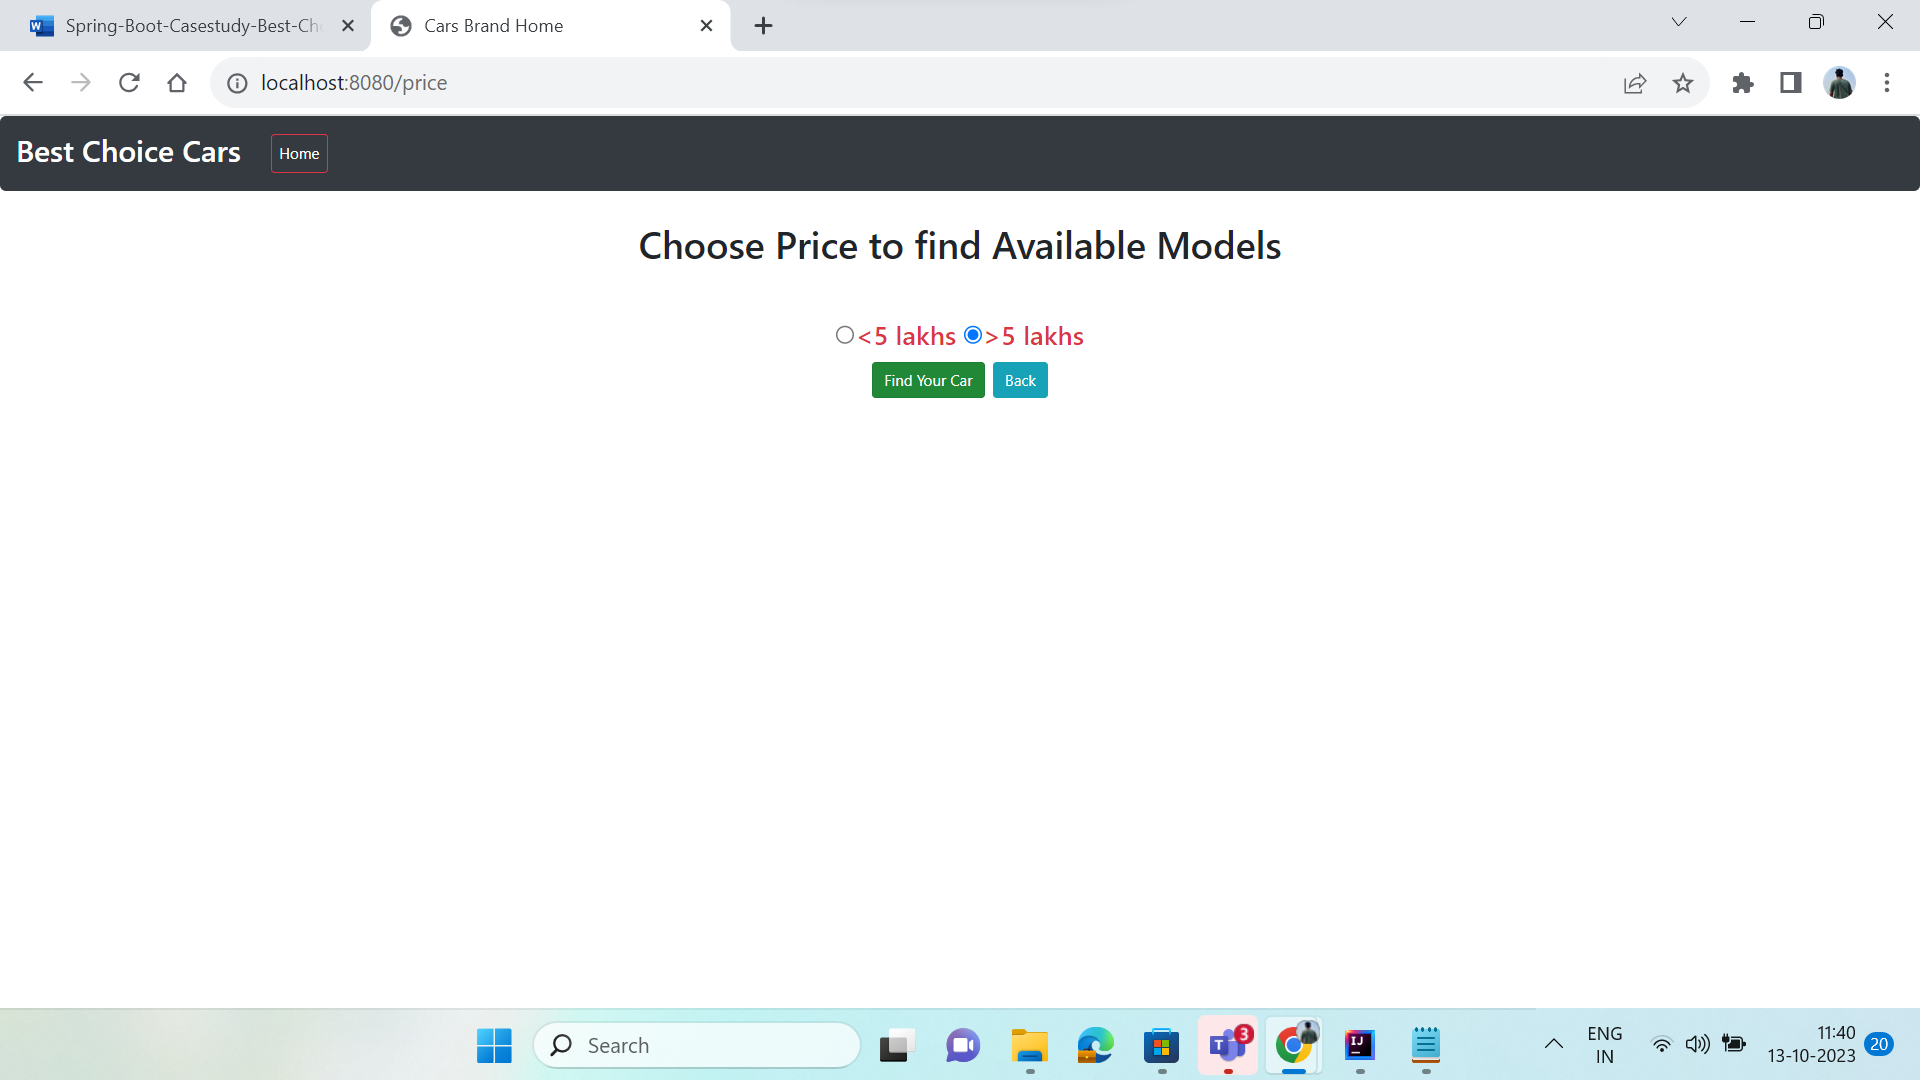 Spring-Boot-Casestudy-Best-Ch
Cars Brand Home
localhost:8080/price
Best Choice Cars
Home
Choose Price to find Available Models
<5 lakhs >5 lakhs
Find Your Car Back
Search
3
ENG
IN
11:40
13-10-2023
20